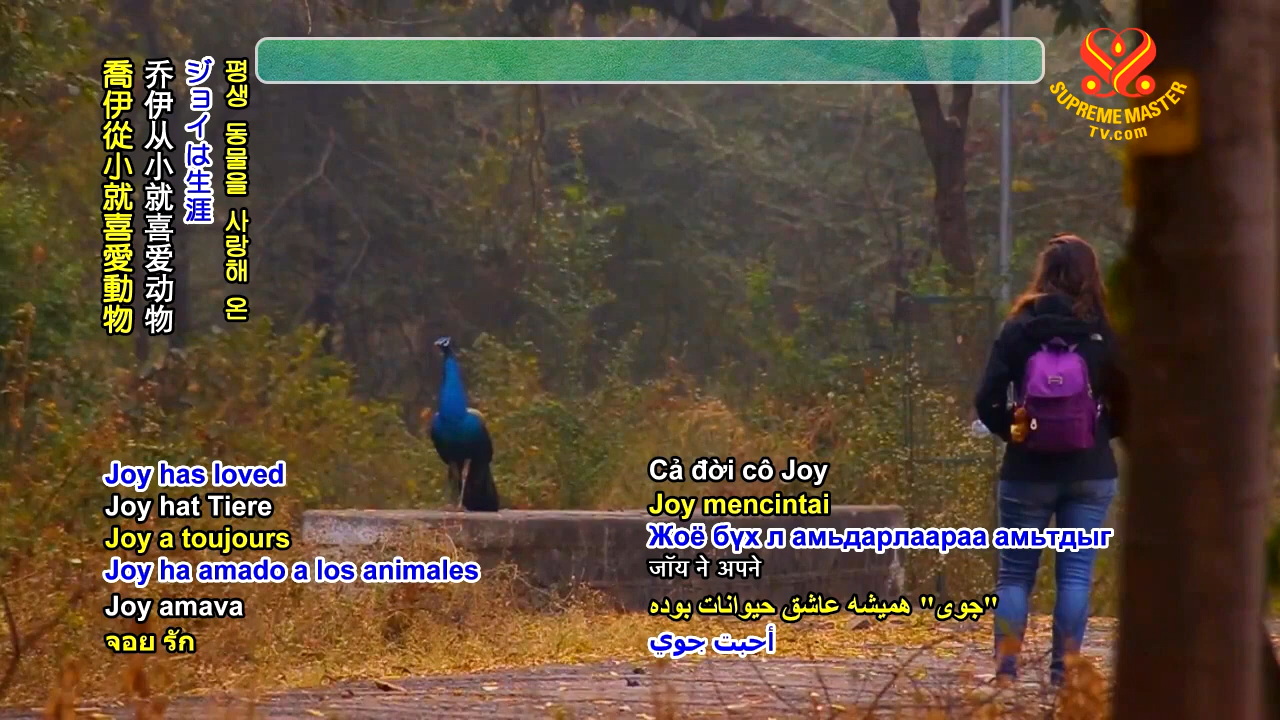 喬伊從小就喜愛動物
乔伊从小就喜爱动物
ジョイは生涯
평생 동물을 사랑해 온
SUPREME MASTER
TV.com
Joy has loved
Joy hat Tiere
Joy a toujours
Joy ha amado a los animales
Joy amava
จอย รัก
Cả đời cô Joy
Joy mencintai
Жоё бүх л амьдарлаараа амьтдыг
जॉय ने अपने
"جوی" همیشه عاشق حیوانات بوده
أحبت جوي